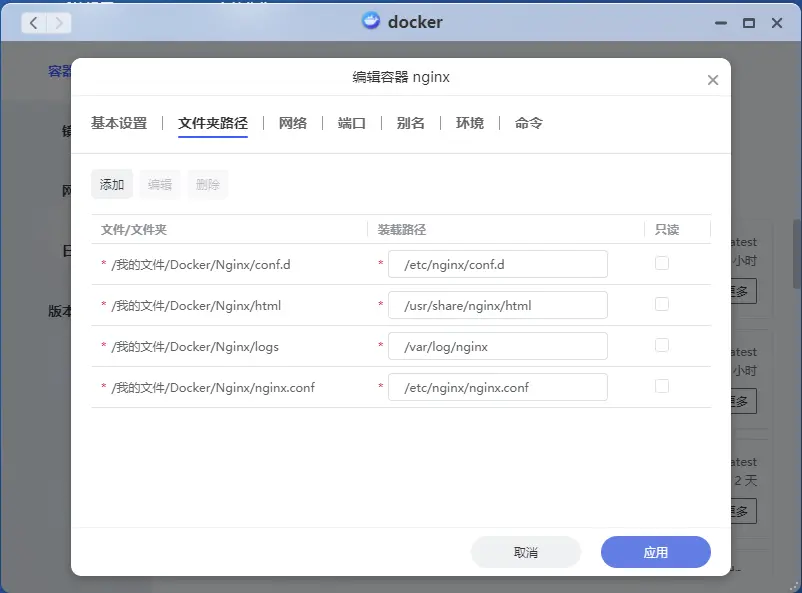 docker
容器
编辑容器 nginx
基本设置 文件夹路径 网络 端口 别名 环境 命令
添加 编辑 删除
文件/文件夹 装载路径 只读
* /我的文件/Docker/Nginx/conf.d * /etc/nginx/conf.d
* /我的文件/Docker/Nginx/html * /usr/share/nginx/html
* /我的文件/Docker/Nginx/logs * /var/log/nginx
* /我的文件/Docker/Nginx/nginx.conf * /etc/nginx/nginx.conf
版本
atest
小时
更多
atest
小时
更多
atest
2 天
更多
取消 应用